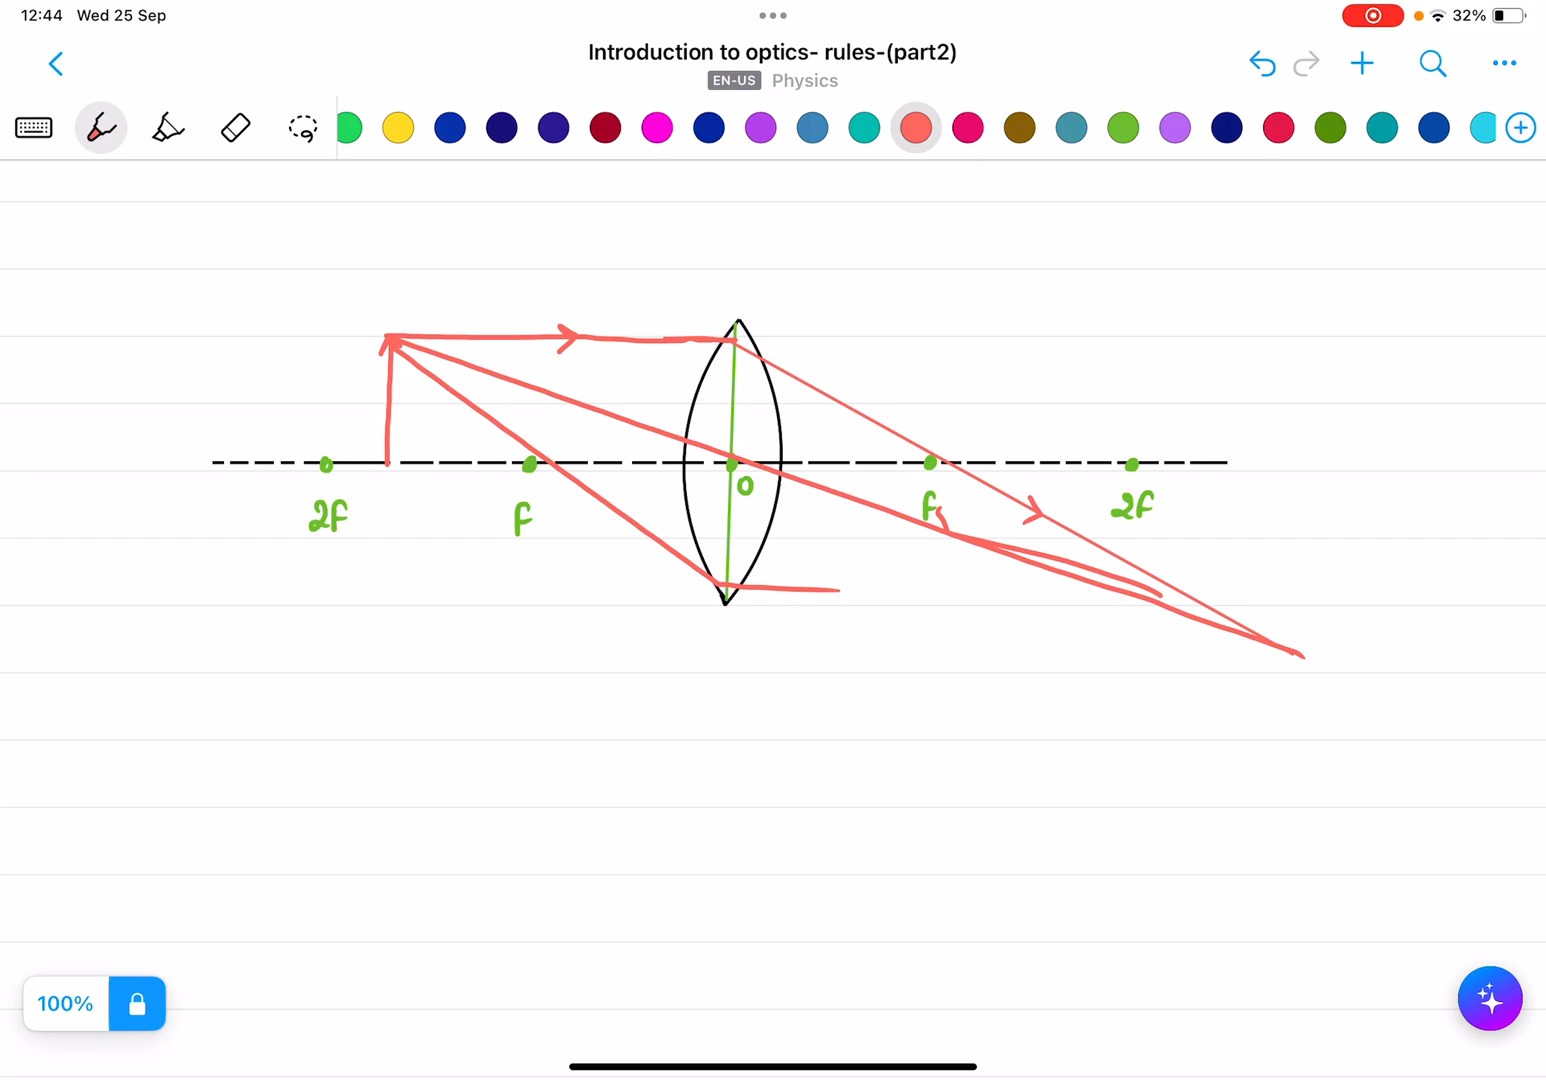 12:44 Wed 25 Sep
32%
Introduction to optics- rules-(part2)
EN-US Physics
O
2F F F 2F
100%